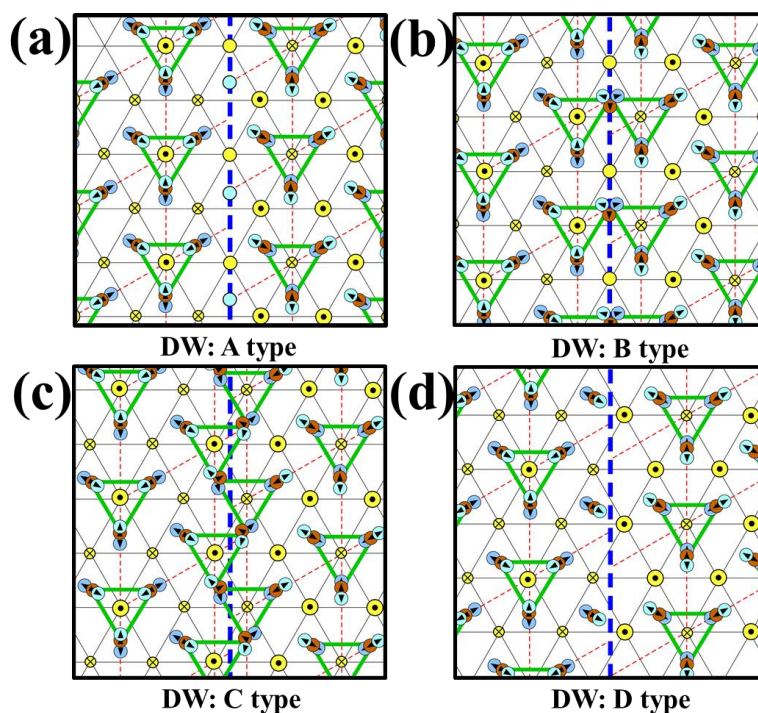 (a)
(b)
DW: A type
DW: B type
(c)
(d)
DW: C type
DW: D type